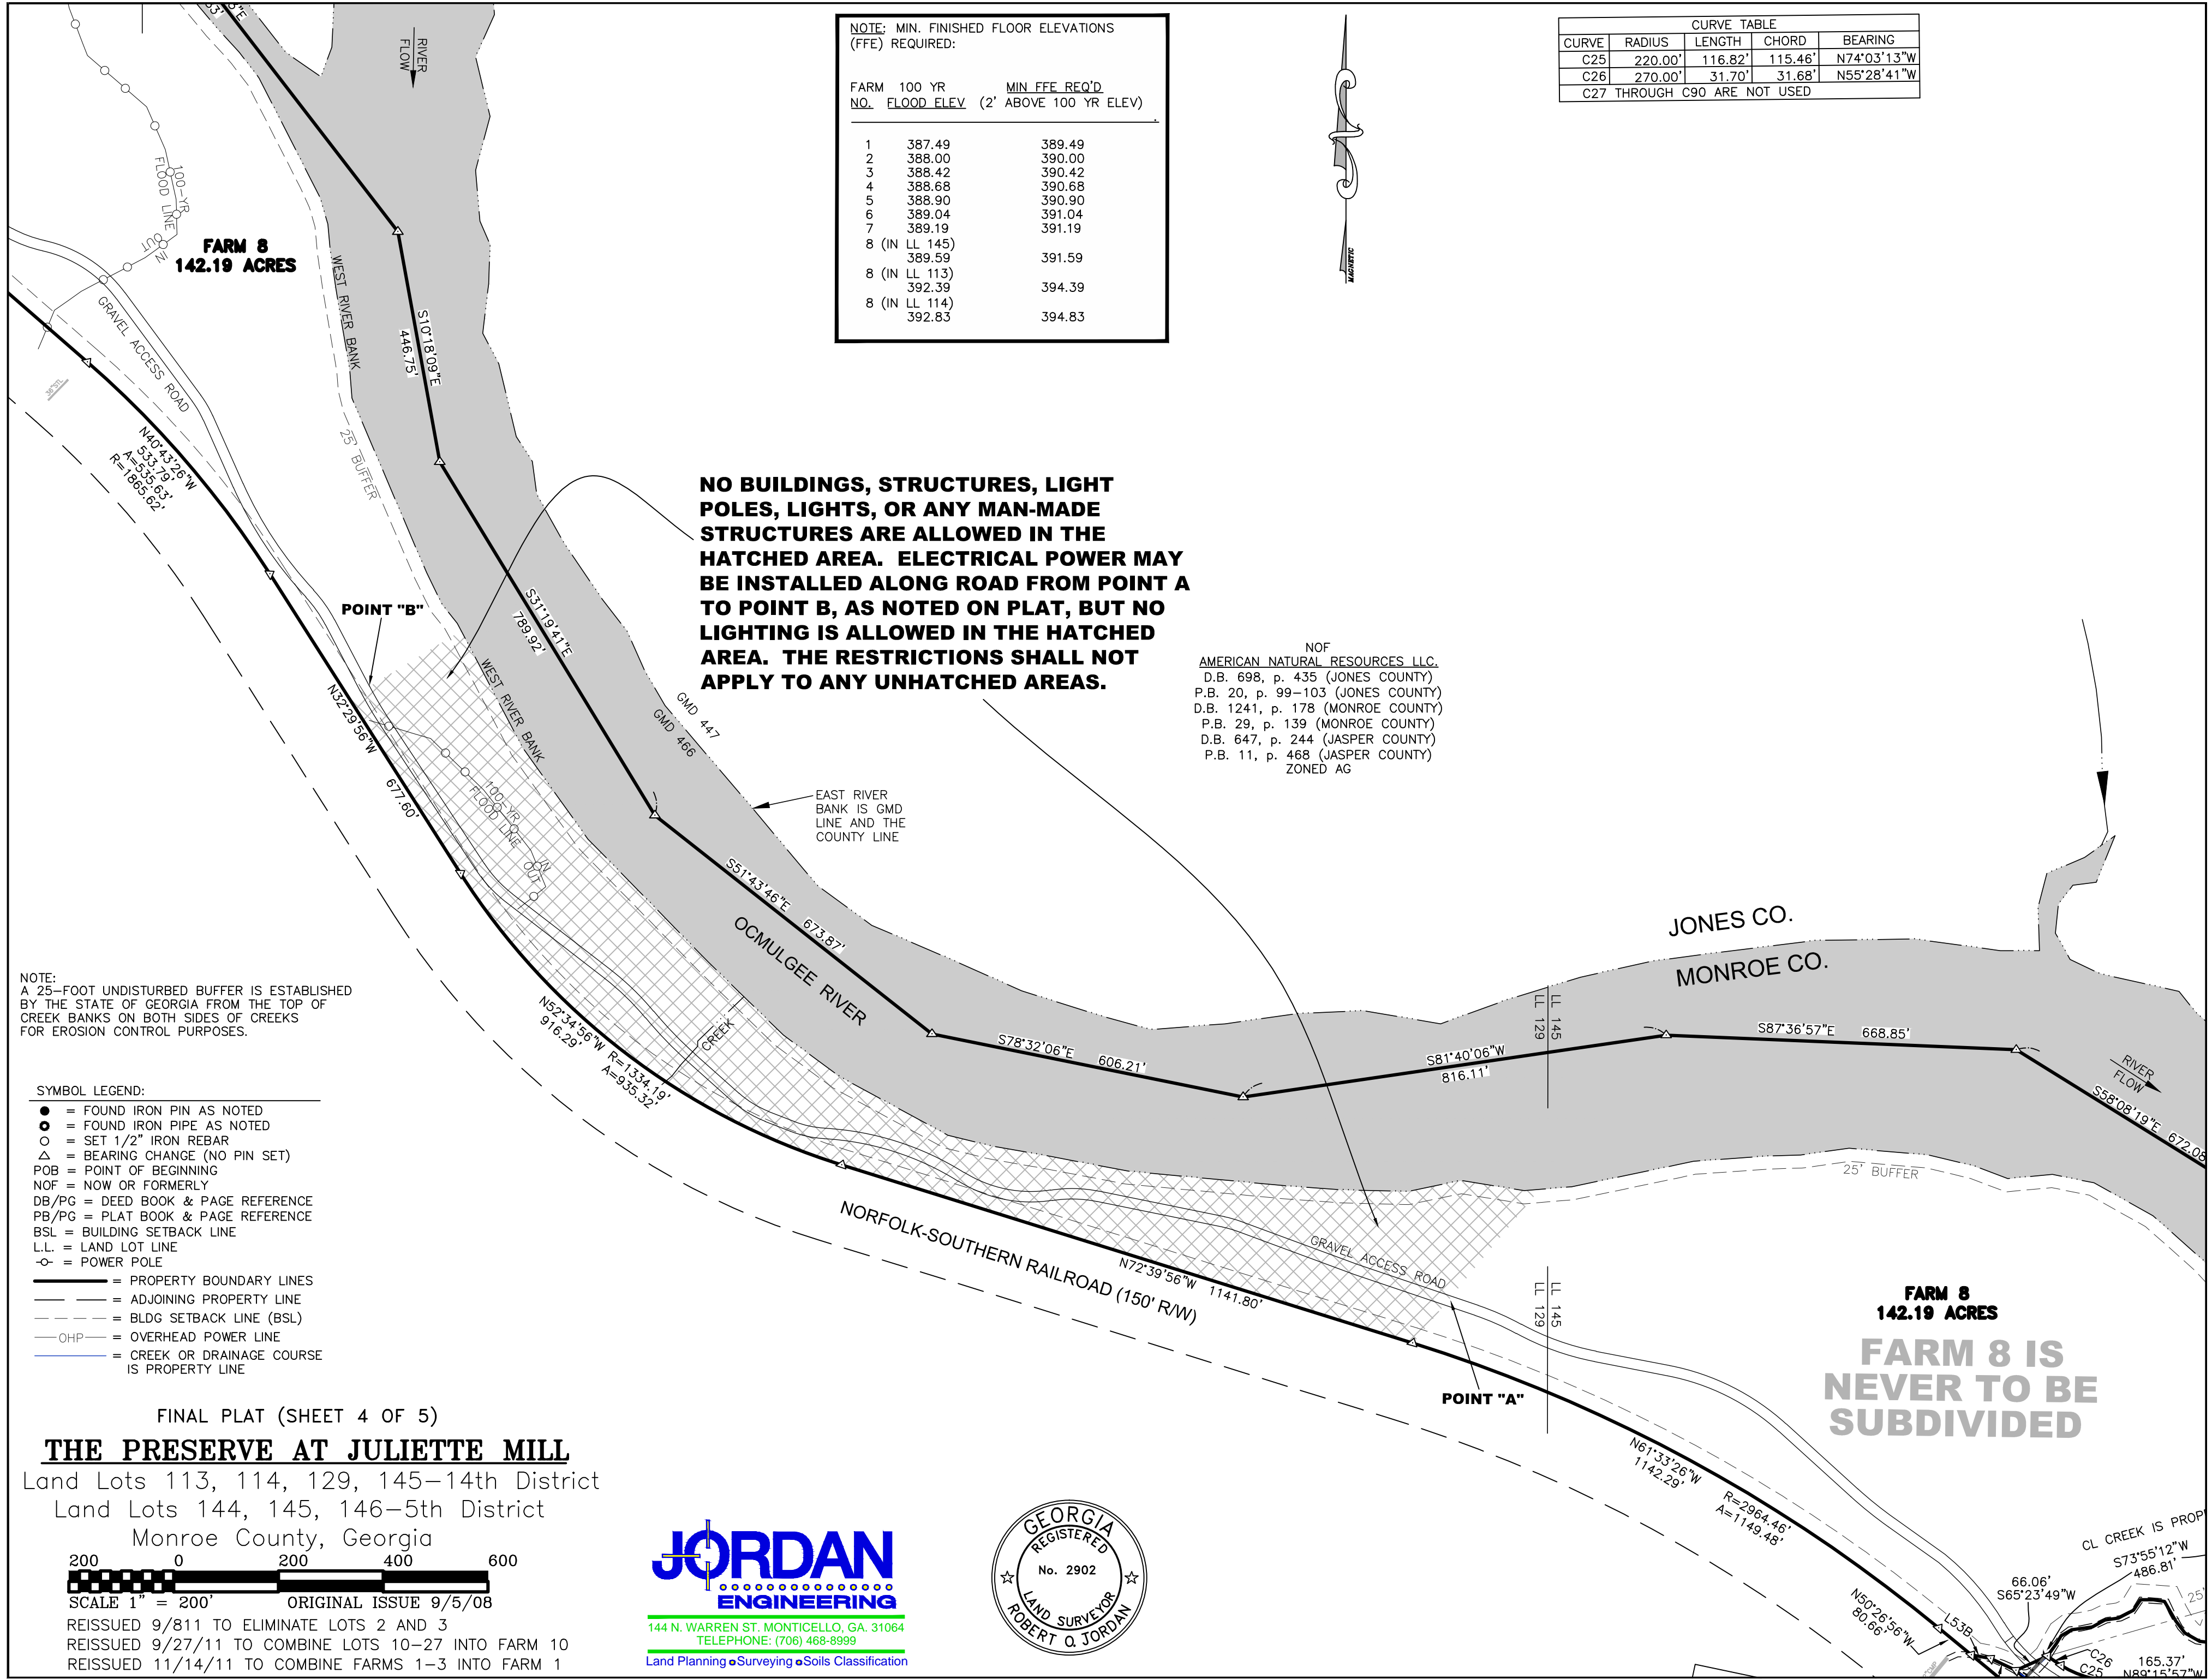 NOTE: MIN. FINISHED FLOOR ELEVATIONS
(FFE) REQUIRED:
FARM 100 YR MIN FFE REQ'D
NO. FLOOD ELEV (2' ABOVE 100 YR ELEV)
1 387.49 389.49
2 388.00 390.00
3 388.42 390.42
4 388.68 390.68
5 388.90 390.90
6 389.04 391.04
7 389.19 391.19
8 (IN LL 145)
389.59 391.59
8 (IN LL 113)
392.39 394.39
8 (IN LL 114)
392.83 394.83
MAGNETIC
CURVE TABLE
CURVE RADIUS LENGTH CHORD BEARING
C25 220.00' 116.82' 115.46' N74°03'13"W
C26 270.00' 31.70' 31.68' N55°28'41"W
C27 THROUGH C90 ARE NOT USED
RIVER
FLOW
100-YR
FLOOD LINE
OUT
IN
FARM 8
142.19 ACRES
GRAVEL ACCESS ROAD
WEST RIVER BANK
25' BUFFER
S10°18'09"E
446.75'
N40°43'26"W
533.79'
A=535.63'
R=1865.62'
NO BUILDINGS, STRUCTURES, LIGHT
POLES, LIGHTS, OR ANY MAN-MADE
STRUCTURES ARE ALLOWED IN THE
HATCHED AREA. ELECTRICAL POWER MAY
BE INSTALLED ALONG ROAD FROM POINT A
TO POINT B, AS NOTED ON PLAT, BUT NO
LIGHTING IS ALLOWED IN THE HATCHED
AREA. THE RESTRICTIONS SHALL NOT
APPLY TO ANY UNHATCHED AREAS.
POINT "B"
S31°19'41"E
789.92'
WEST RIVER BANK
N32°29'56"W 677.60'
100-YR
FLOOD LINE
IN
OUT
GMD 447
GMD 466
EAST RIVER
BANK IS GMD
LINE AND THE
COUNTY LINE
NOF
AMERICAN NATURAL RESOURCES LLC.
D.B. 698, p. 435 (JONES COUNTY)
P.B. 20, p. 99-103 (JONES COUNTY)
D.B. 1241, p. 178 (MONROE COUNTY)
P.B. 29, p. 139 (MONROE COUNTY)
D.B. 647, p. 244 (JASPER COUNTY)
P.B. 11, p. 468 (JASPER COUNTY)
ZONED AG
S51°43'46"E 673.87'
OCMULGEE RIVER
JONES CO.
MONROE CO.
N52°34'56"W R=1334.19'
916.29' A=935.32'
CREEK
S78°32'06"E 606.21'
S81°40'06"W
816.11'
LL 145
LL 129
S87°36'57"E 668.85'
RIVER
FLOW
S58°08'19"E 672.08
25' BUFFER
NORFOLK-SOUTHERN RAILROAD (150' R/W)
N72°39'56"W 1141.80'
GRAVEL ACCESS ROAD
LL 145
LL 129
POINT "A"
FARM 8
142.19 ACRES
FARM 8 IS
NEVER TO BE
SUBDIVIDED
N61°33'26"W
1142.29'
R=2964.46'
A=1149.48'
N50°26'56"W
80.66'
L53B
66.06'
S65°23'49"W
CL CREEK IS PROP
S73°55'12"W
486.81'
25'
C26
C25
165.37'
N89°15'57"W
NOTE:
A 25-FOOT UNDISTURBED BUFFER IS ESTABLISHED
BY THE STATE OF GEORGIA FROM THE TOP OF
CREEK BANKS ON BOTH SIDES OF CREEKS
FOR EROSION CONTROL PURPOSES.
SYMBOL LEGEND:
= FOUND IRON PIN AS NOTED
= FOUND IRON PIPE AS NOTED
= SET 1/2" IRON REBAR
= BEARING CHANGE (NO PIN SET)
POB = POINT OF BEGINNING
NOF = NOW OR FORMERLY
DB/PG = DEED BOOK & PAGE REFERENCE
PB/PG = PLAT BOOK & PAGE REFERENCE
BSL = BUILDING SETBACK LINE
L.L. = LAND LOT LINE
= POWER POLE
= PROPERTY BOUNDARY LINES
= ADJOINING PROPERTY LINE
= BLDG SETBACK LINE (BSL)
OHP = OVERHEAD POWER LINE
= CREEK OR DRAINAGE COURSE
IS PROPERTY LINE
FINAL PLAT (SHEET 4 OF 5)
THE PRESERVE AT JULIETTE MILL
Land Lots 113, 114, 129, 145-14th District
Land Lots 144, 145, 146-5th District
Monroe County, Georgia
200 0 200 400 600
SCALE 1" = 200' ORIGINAL ISSUE 9/5/08
REISSUED 9/811 TO ELIMINATE LOTS 2 AND 3
REISSUED 9/27/11 TO COMBINE LOTS 10-27 INTO FARM 10
REISSUED 11/14/11 TO COMBINE FARMS 1-3 INTO FARM 1
JORDAN
ENGINEERING
144 N. WARREN ST. MONTICELLO, GA. 31064
TELEPHONE: (706) 468-8999
Land Planning Surveying Soils Classification
GEORGIA
REGISTERED
No. 2902
LAND SURVEYOR
ROBERT O. JORDAN